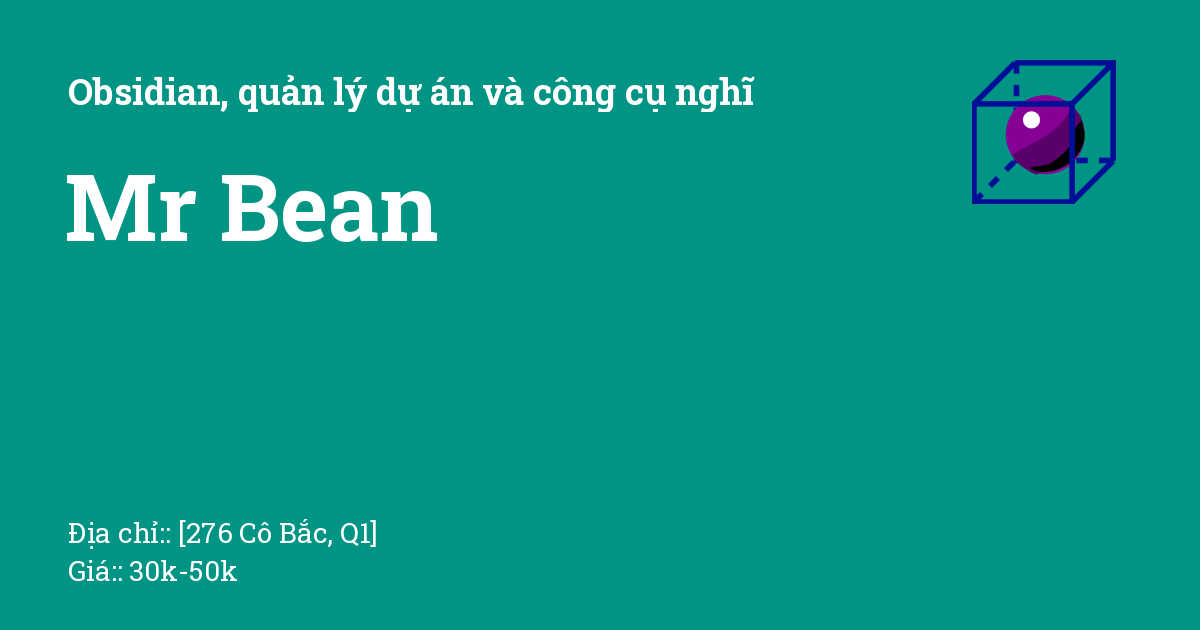 Obsidian, quản lý dự án và công cụ nghĩ
Mr Bean
Địa chỉ:: [276 Cô Bắc, Q1]
Giá:: 30k-50k